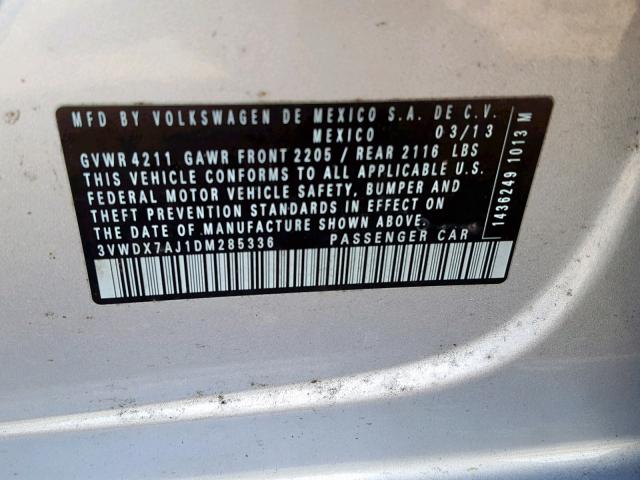 MFD BY VOLKSWAGEN DE MEXICO S.A. DE C.V.
MEXICO 03/13
GVWR 4211 GAWR FRONT 2205 / REAR 2116 LBS
THIS VEHICLE CONFORMS TO ALL APPLICABLE U.S.
FEDERAL MOTOR VEHICLE SAFETY, BUMPER AND
THEFT PREVENTION STANDARDS IN EFFECT ON
THE DATE OF MANUFACTURE SHOWN ABOVE.
3VWDX7AJ1DM285336 PASSENGER CAR
1436249 1013 M